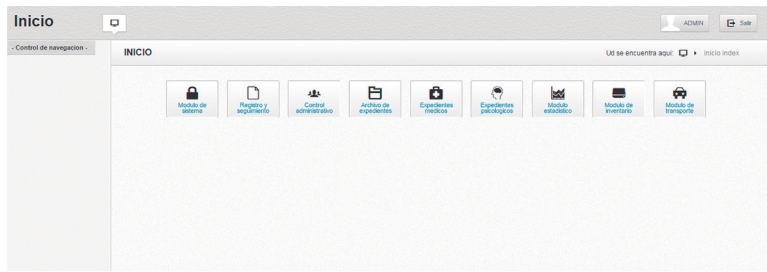 Inicio
ADMIN
Salir
- Control de navegacion -
INICIO
Ud se encuentra aqui:
inicio index
Modulo de
sistema
Registro y
seguimiento
Control
administrativo
Archivo de
expedientes
Expedientes
medicos
Expedientes
psicologicos
Modulo
estadistico
Modulo de
inventario
Modulo de
transporte